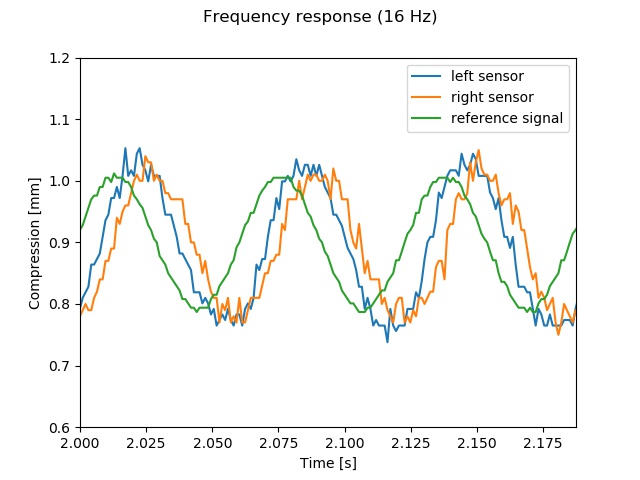 Frequency response (16 Hz)
1.2
left sensor
right sensor
reference signal
1.1
1.0
0.9
0.8
0.7
0.6
Compression [mm]
2.000 2.025 2.050 2.075 2.100 2.125 2.150 2.175
Time [s]